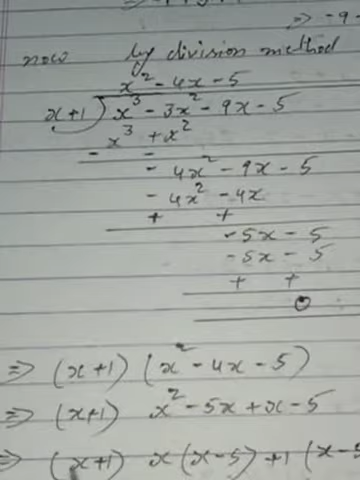 => -9
now by division method
x² - 4x - 5
x+1 ) x³ - 3x² - 9x - 5
x³ + x²
- -
- 4x² - 9x - 5
- 4x² - 4x
+ +
- 5x - 5
- 5x - 5
+ +
0
=> (x+1) (x² - 4x - 5)
=> (x+1) x² - 5x + x - 5
=> (x+1) x(x-5) + 1(x-5